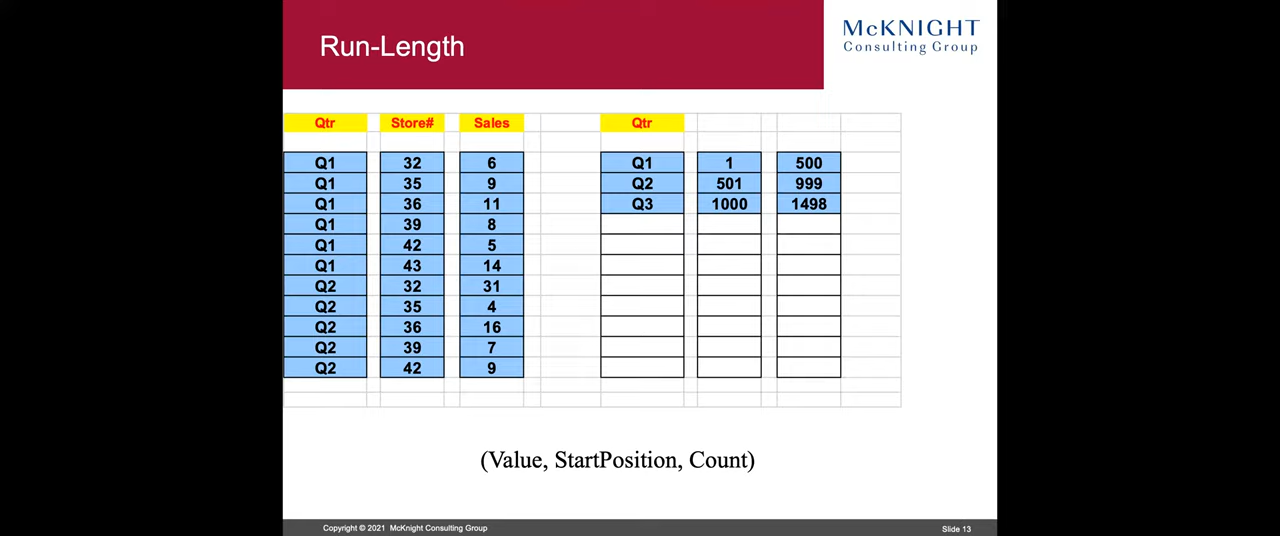 Run-Length
McKNIGHT
Consulting Group
Qtr Store# Sales Qtr
Q1 32 6 Q1 1 500
Q1 35 9 Q2 501 999
Q1 36 11 Q3 1000 1498
Q1 39 8
Q1 42 5
Q1 43 14
Q2 32 31
Q2 35 4
Q2 36 16
Q2 39 7
Q2 42 9
(Value, StartPosition, Count)
Copyright © 2021 McKnight Consulting Group
Slide 13